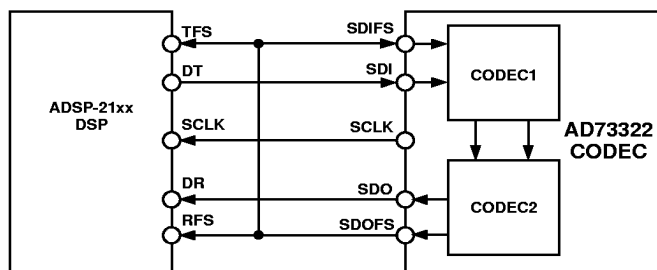 TFS
SDIFS
DT
SDI
CODEC1
ADSP-21xx
DSP
SCLK
SCLK
AD73322
CODEC
DR
SDO
CODEC2
RFS
SDOFS